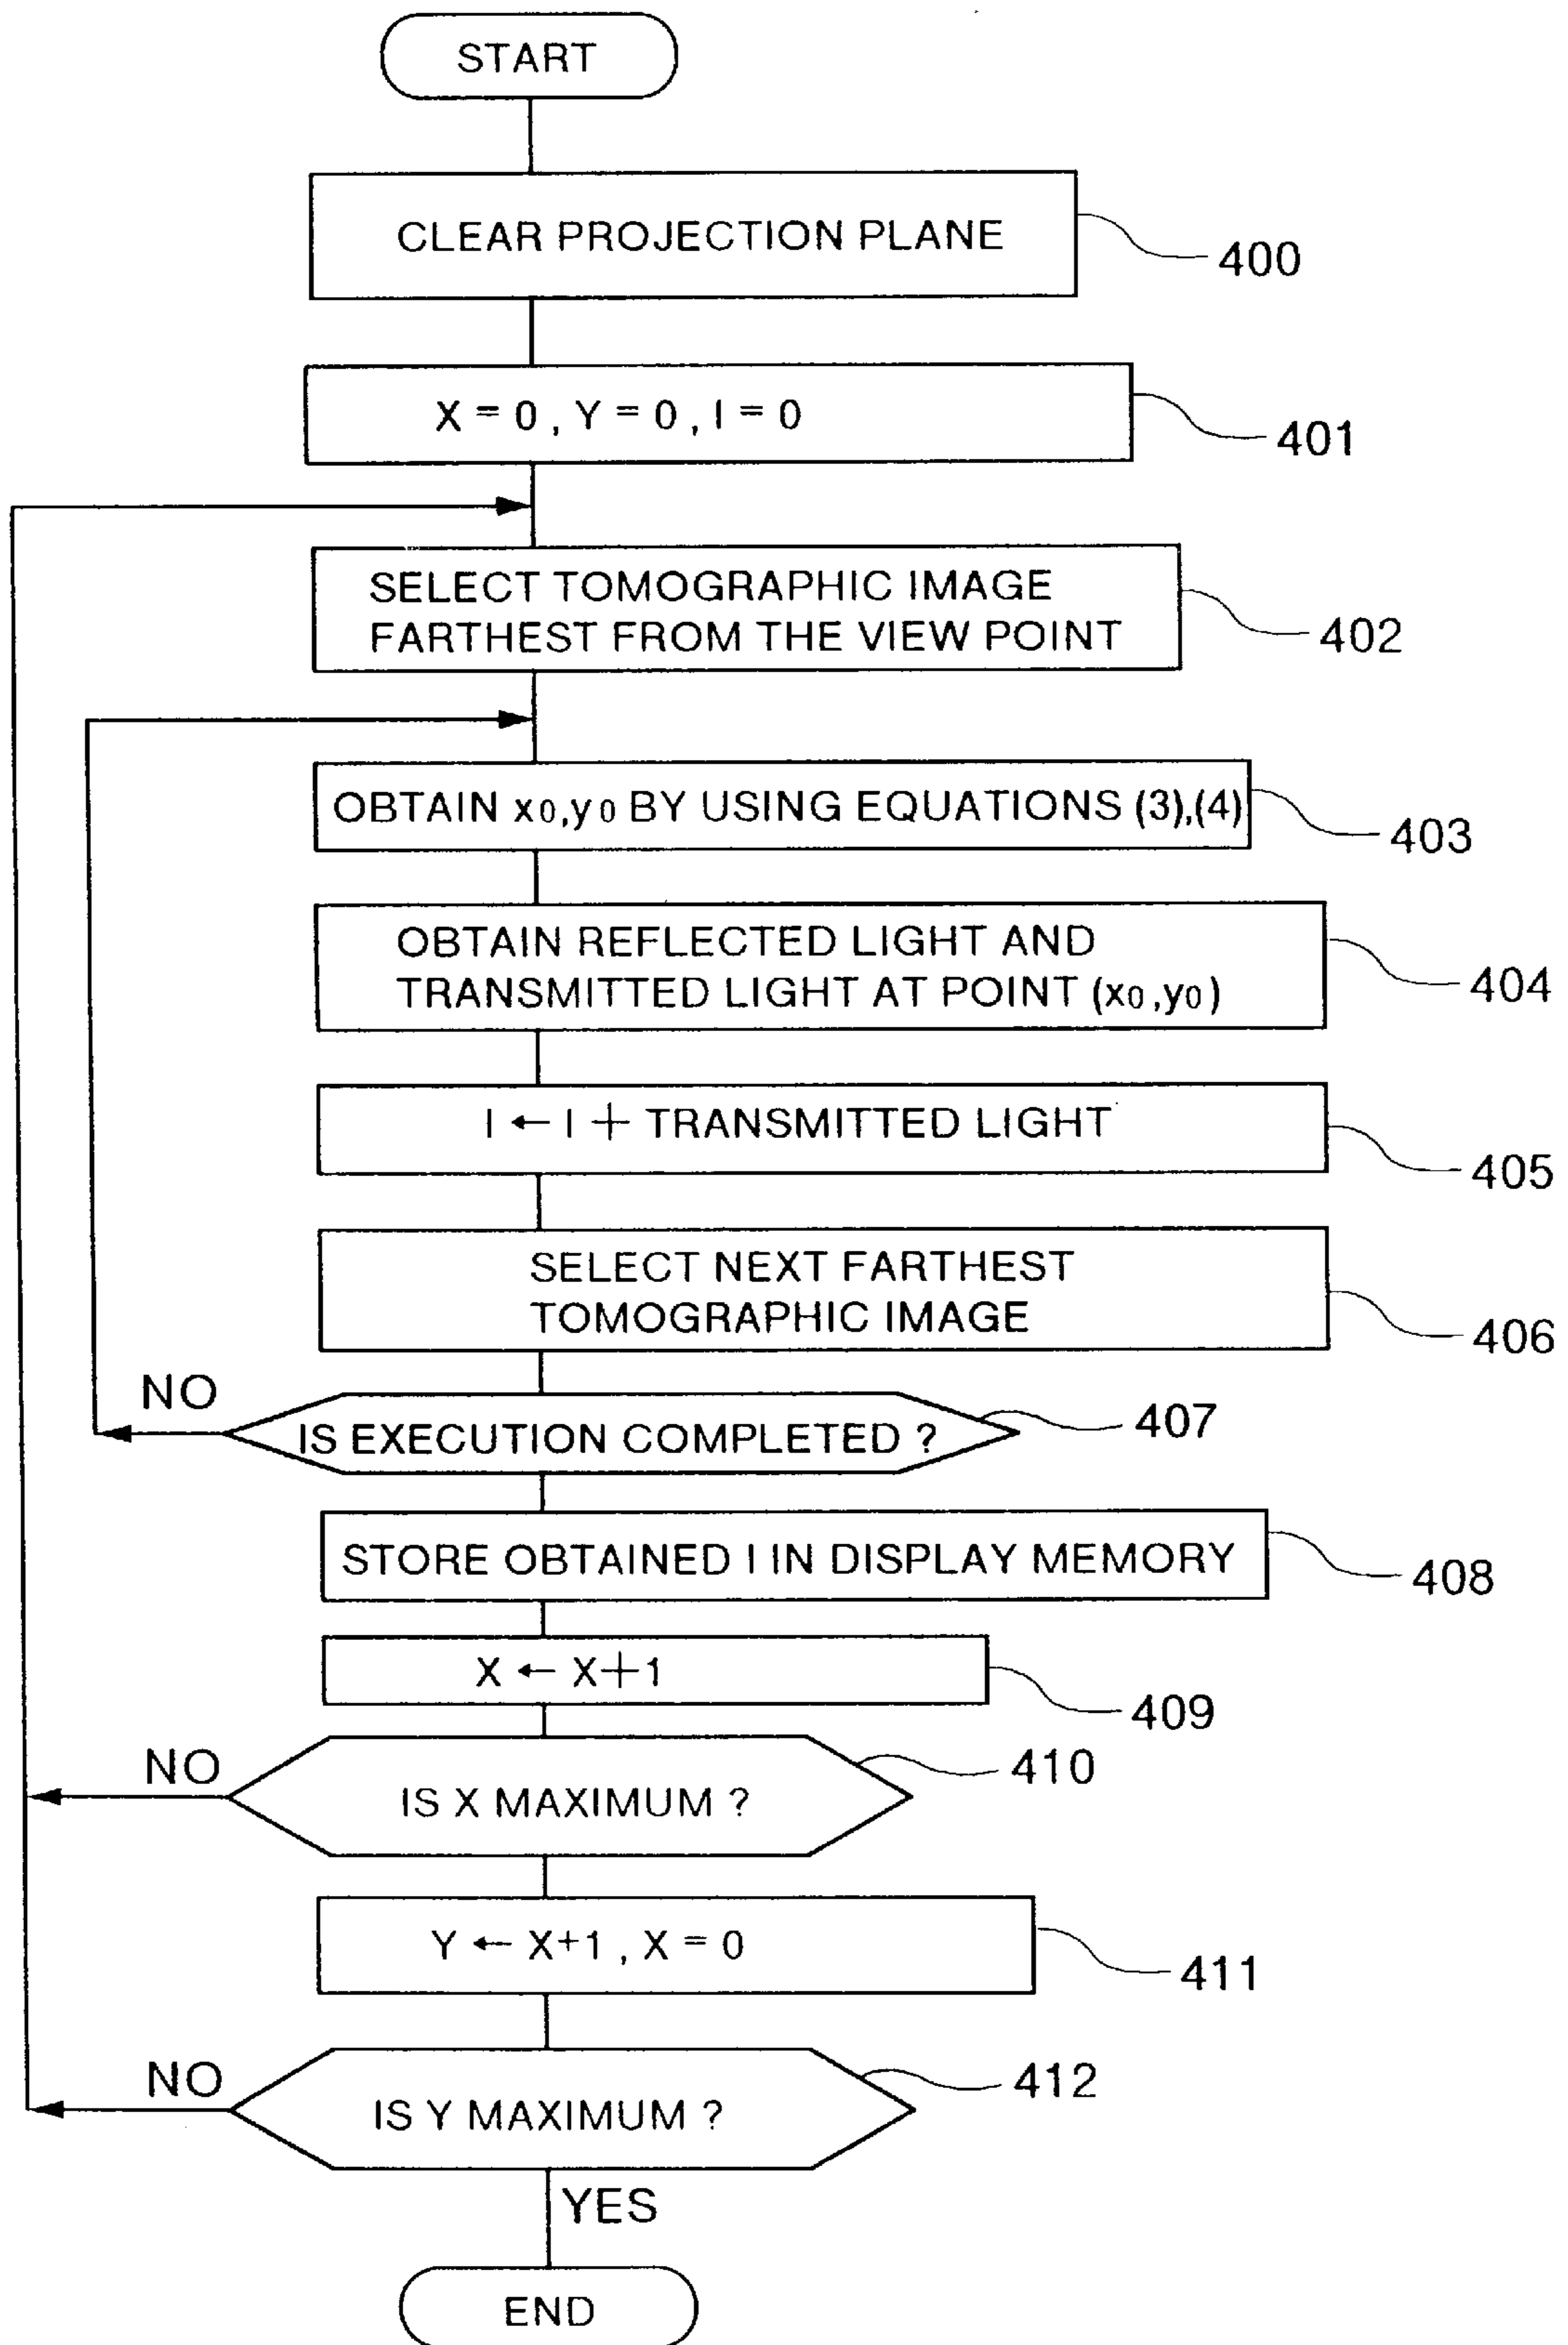 START
CLEAR PROJECTION PLANE
400
X = 0 , Y = 0 , I = 0
401
SELECT TOMOGRAPHIC IMAGE
FARTHEST FROM THE VIEW POINT
402
OBTAIN x0,y0 BY USING EQUATIONS (3),(4)
403
OBTAIN REFLECTED LIGHT AND
TRANSMITTED LIGHT AT POINT (x0,y0)
404
I ← I + TRANSMITTED LIGHT
405
SELECT NEXT FARTHEST
TOMOGRAPHIC IMAGE
406
NO
IS EXECUTION COMPLETED ?
407
STORE OBTAINED I IN DISPLAY MEMORY
408
X ← X+1
409
NO
IS X MAXIMUM ?
410
Y ← X+1 , X = 0
411
NO
IS Y MAXIMUM ?
412
YES
END